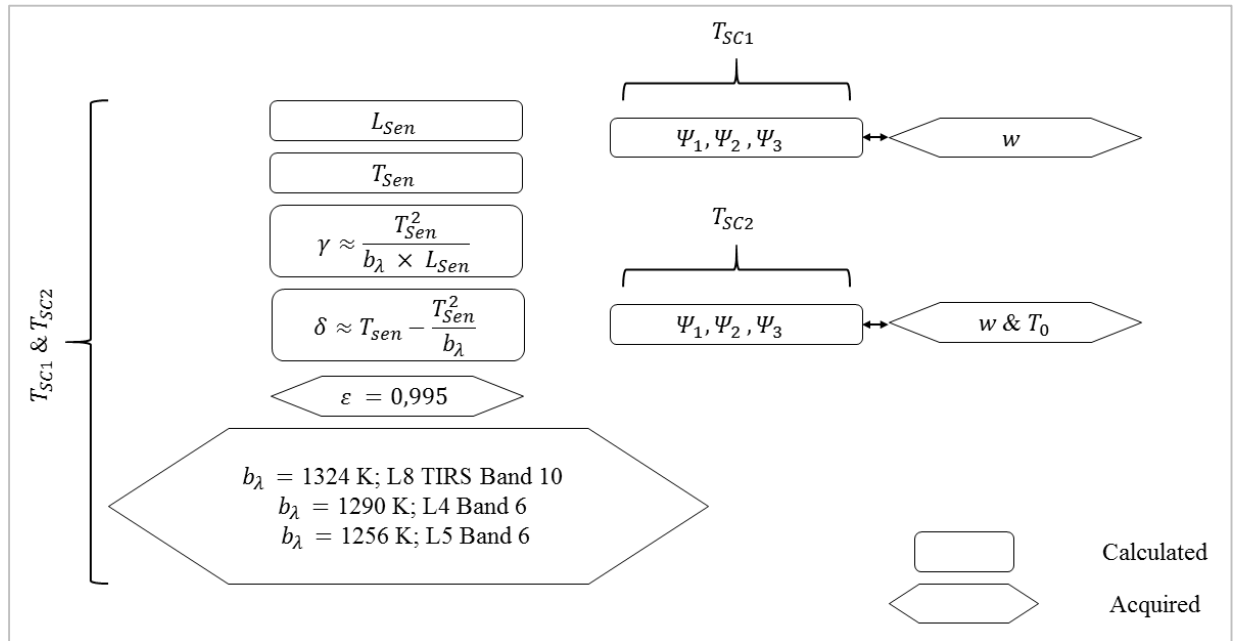 T_{SC1} & T_{SC2}
L_{Sen}
T_{Sen}
γ ≈ T_{Sen}^2 / (b_λ × L_{Sen})
δ ≈ T_{sen} − T_{Sen}^2 / b_λ
ε = 0,995
b_λ = 1324 K; L8 TIRS Band 10
b_λ = 1290 K; L4 Band 6
b_λ = 1256 K; L5 Band 6
T_{SC1}
Ψ_1, Ψ_2 , Ψ_3
w
T_{SC2}
Ψ_1, Ψ_2 , Ψ_3
w & T_0
Calculated
Acquired